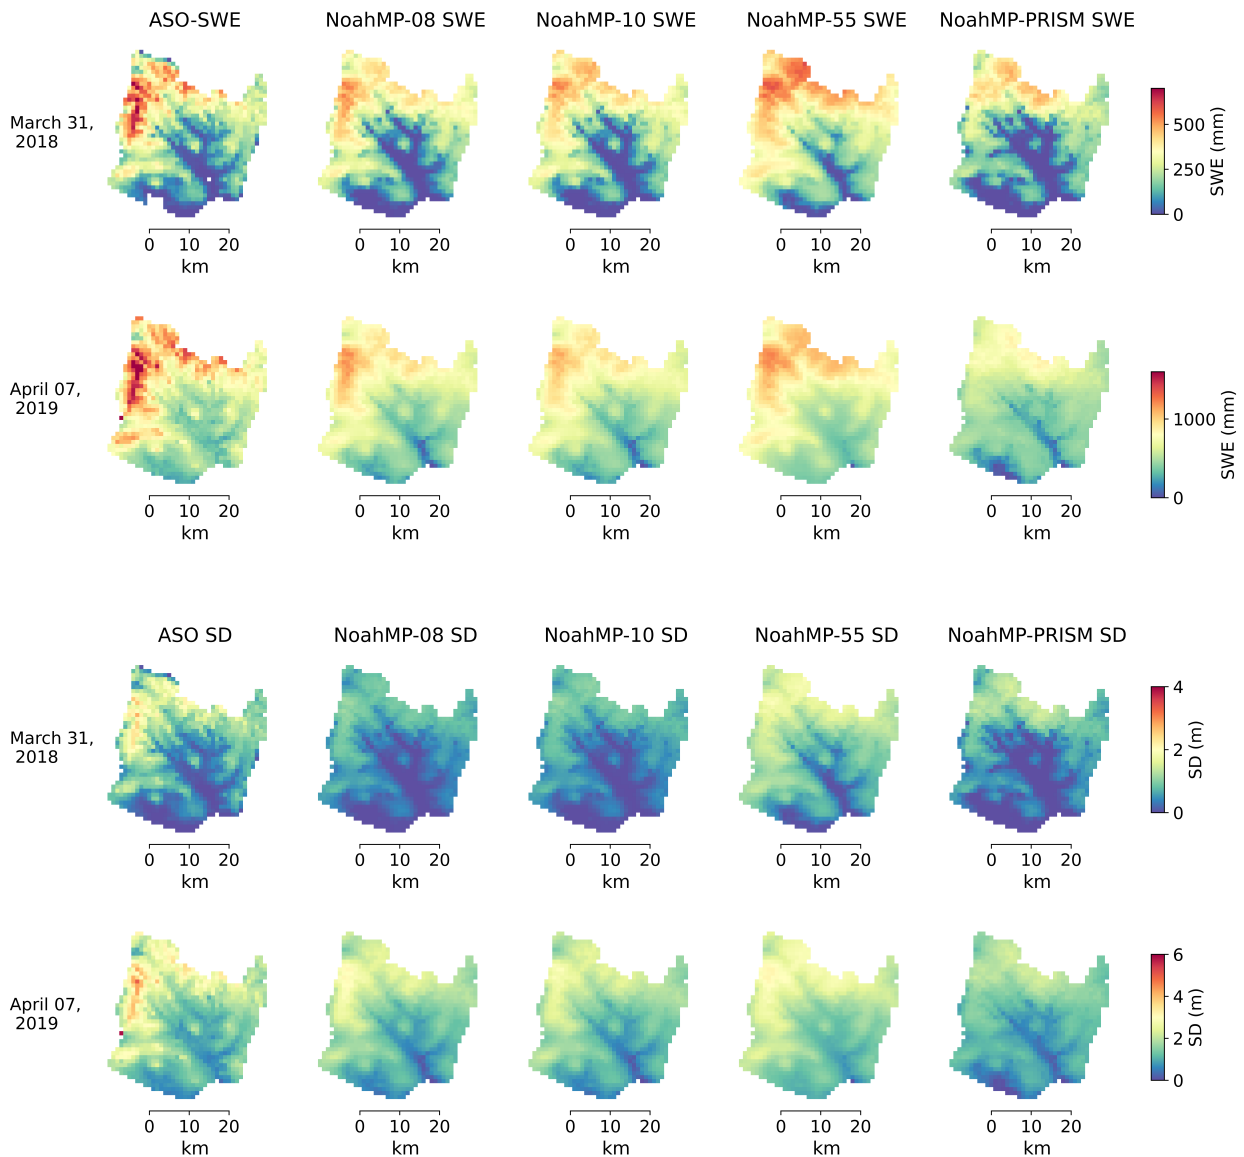 ASO-SWE NoahMP-08 SWE NoahMP-10 SWE NoahMP-55 SWE NoahMP-PRISM SWE
March 31,
2018
500
250
0
SWE (mm)
0 10 20 0 10 20 0 10 20 0 10 20 0 10 20
km km km km km
April 07,
2019
1000
0
SWE (mm)
0 10 20 0 10 20 0 10 20 0 10 20 0 10 20
km km km km km
ASO SD NoahMP-08 SD NoahMP-10 SD NoahMP-55 SD NoahMP-PRISM SD
March 31,
2018
4
2
0
SD (m)
0 10 20 0 10 20 0 10 20 0 10 20 0 10 20
km km km km km
April 07,
2019
6
4
2
0
SD (m)
0 10 20 0 10 20 0 10 20 0 10 20 0 10 20
km km km km km